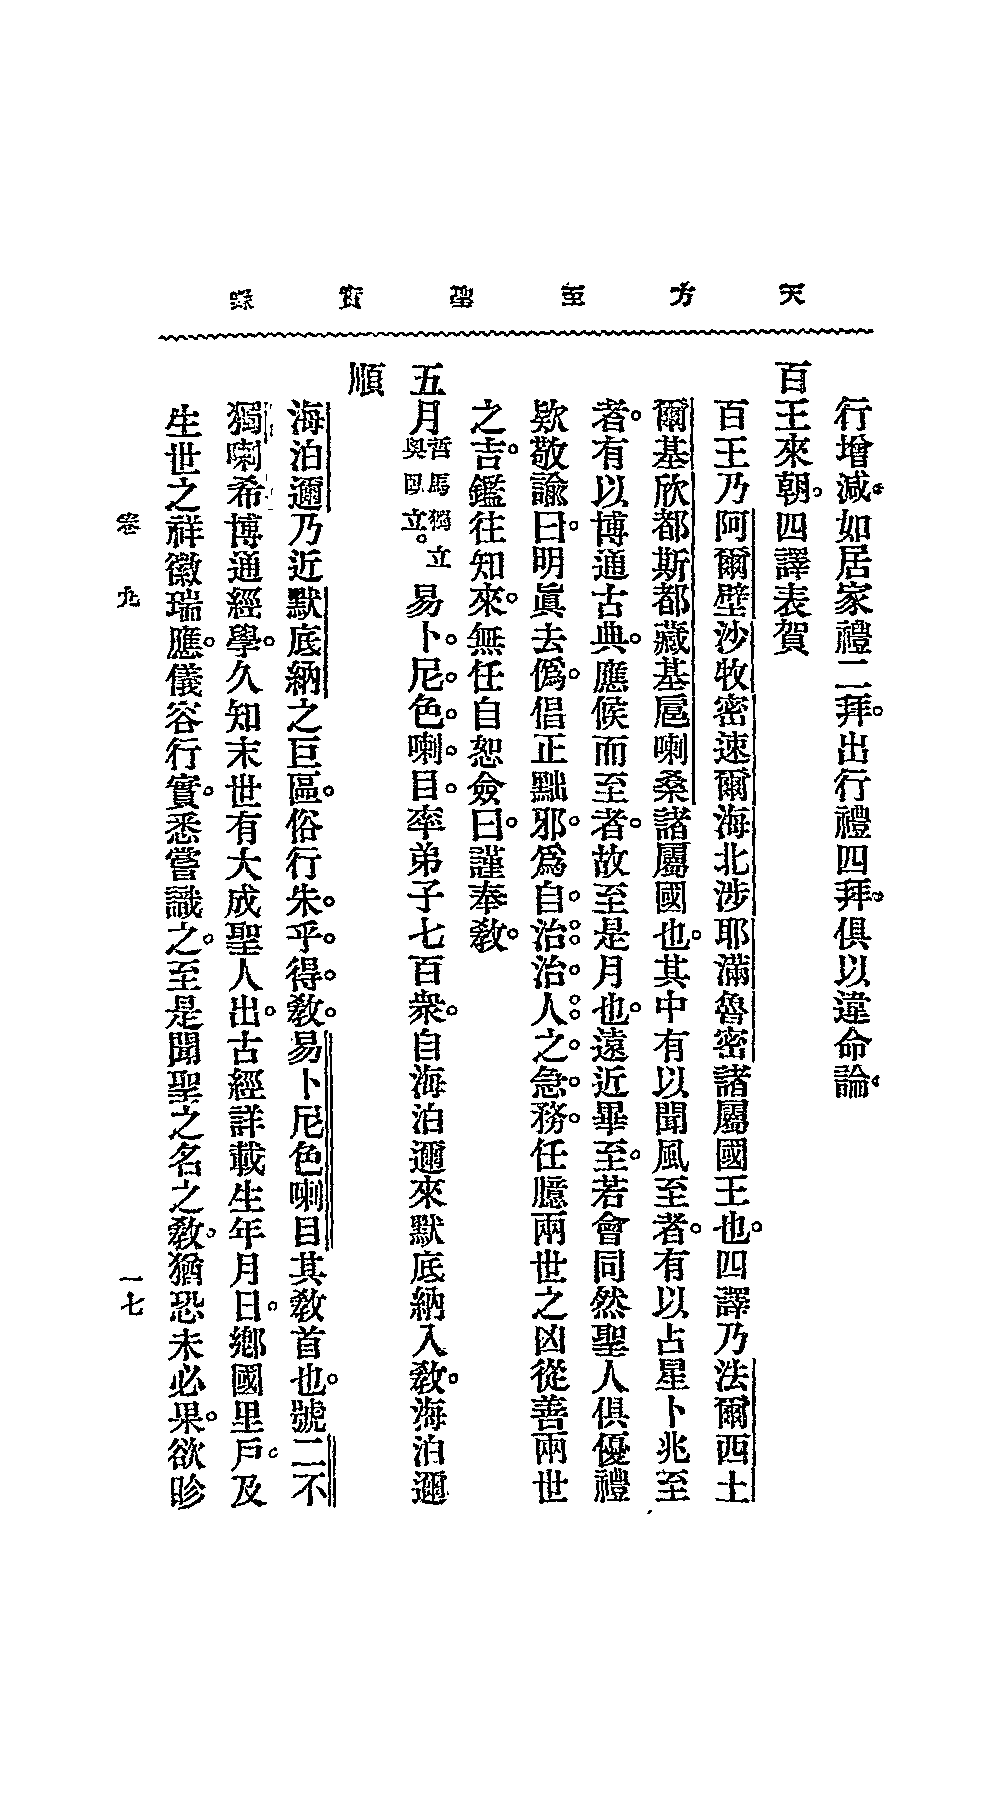 天方至聖實錄
行增減。如居家禮二拜。出行禮四拜。俱以違命論。
百王來朝。四譯表賀
百王乃阿爾壁沙牧密速爾海北涉耶滿魯密諸屬國王也。四譯乃法爾西土
爾基欣都斯都藏基扈喇桑諸屬國也。其中有以聞風至者。有以占星卜兆至
者。有以博通古典。應候而至者。故至是月也。遠近畢至。若會同然聖人俱優禮
欵敬諭曰。明眞去僞。倡正黜邪。爲自治。治人之急務。任臆兩世之凶從善兩世
之吉。鑑往知來。無任自恕僉曰。謹奉敎。
五月哲馬獨立奧勿立。易卜尼色喇目。率弟子七百衆。自海泊邇來默底納入敎。海泊邇
順
海泊邇乃近默底納之巨區。俗行朱乎得敎。易卜尼色喇目其敎首也。號二不
獨喇希博通經學。久知末世有大成聖人出。古經詳載生年月日。鄉國里戶。及
生世之祥徽瑞應。儀容行實。悉嘗識之。至是聞聖之名之敎。猶恐未必果。欲眕
卷九
一七